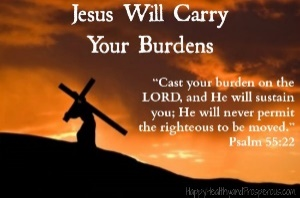 Jesus Will Carry
Your Burdens
“Cast your burden on the
LORD, and He will sustain
you; He will never permit
the righteous to be moved.”
Psalm 55:22
HappyHealthyandProsperous.com